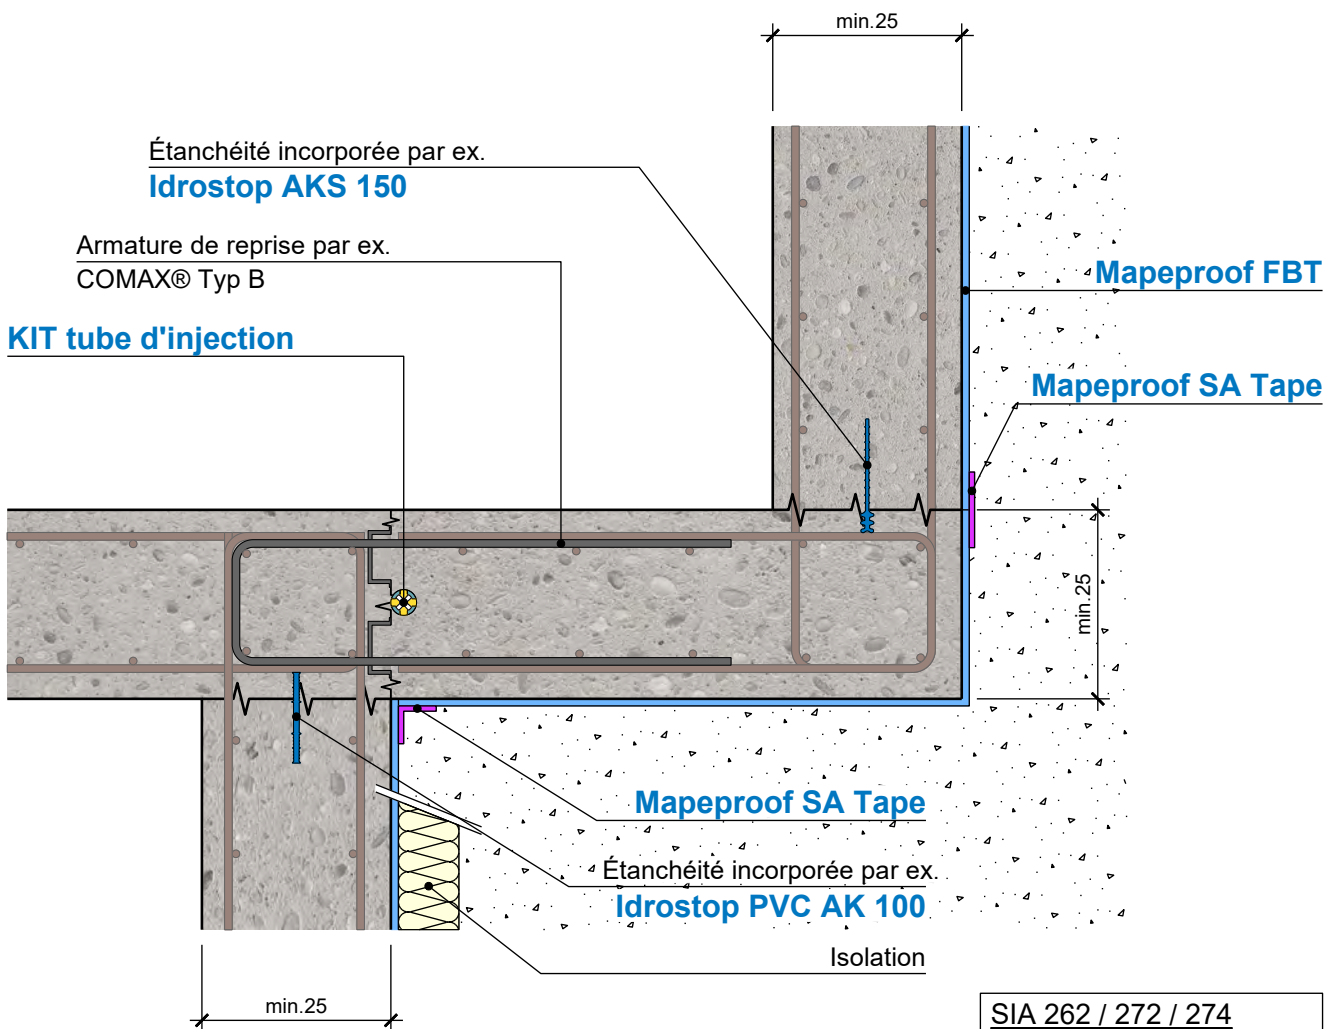 min.25
Étanchéité incorporée par ex.
Idrostop AKS 150
Armature de reprise par ex.
COMAX® Typ B
KIT tube d'injection
Mapeproof FBT
Mapeproof SA Tape
min.25
Mapeproof SA Tape
Étanchéité incorporée par ex.
Idrostop PVC AK 100
Isolation
min.25
SIA 262 / 272 / 274